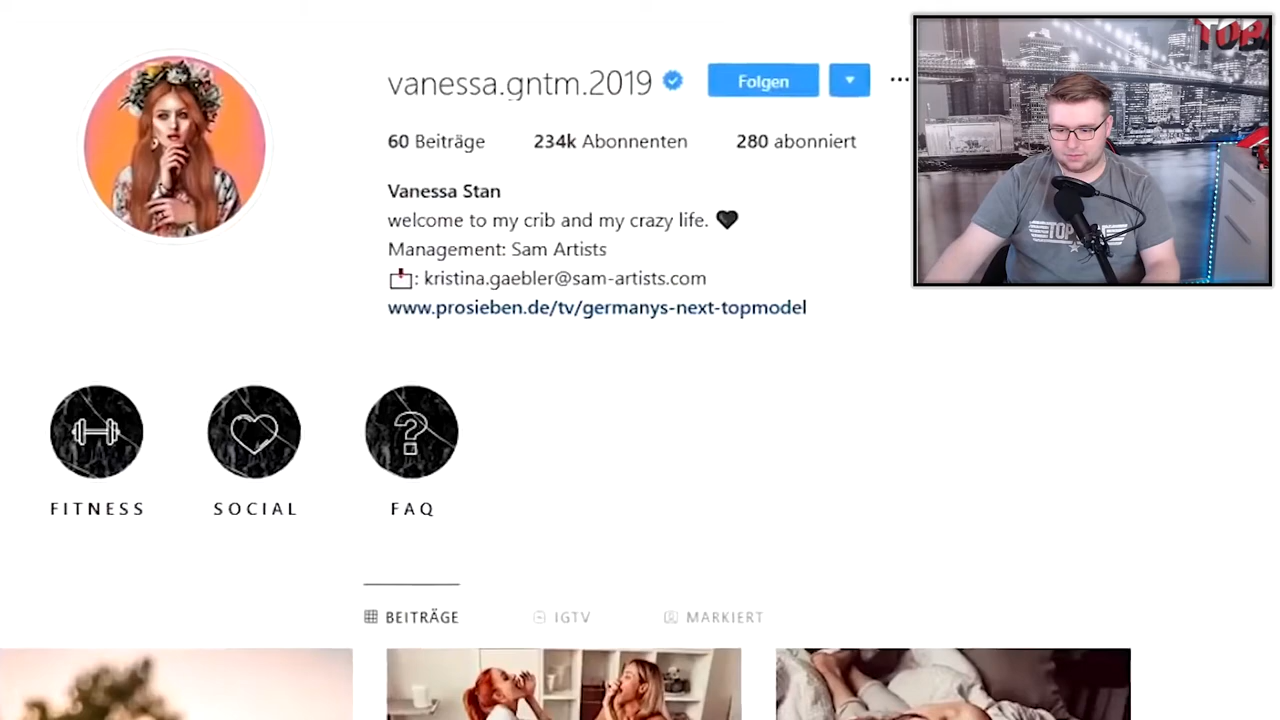 vanessa.gntm.2019 Folgen
60 Beiträge 234k Abonnenten 280 abonniert
Vanessa Stan
welcome to my crib and my crazy life. 🖤
Management: Sam Artists
📩: kristina.gaebler@sam-artists.com
www.prosieben.de/tv/germanys-next-topmodel
FITNESS SOCIAL FAQ
BEITRÄGE IGTV MARKIERT